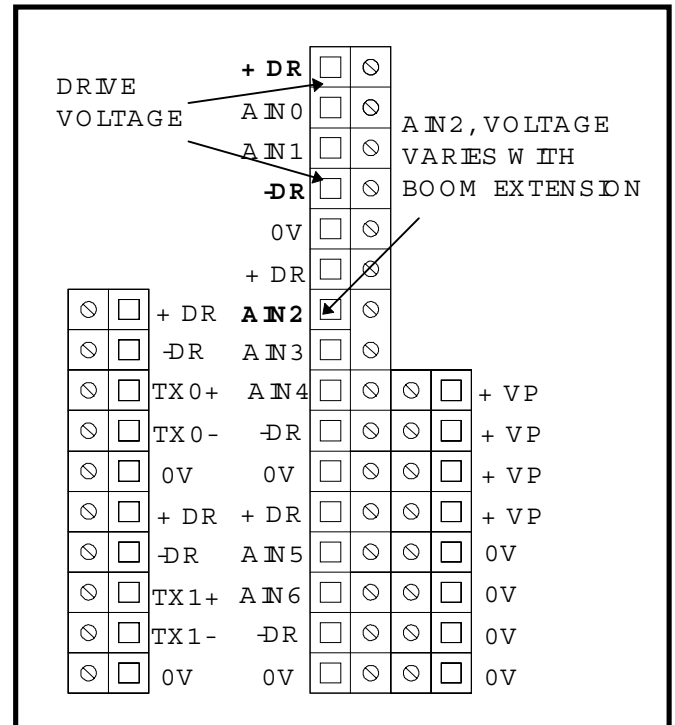 + DR
DRIVE
VOLTAGE
AIN0
AIN1
-DR
0V
+ DR
AIN2, VOLTAGE
VARIES WITH
BOOM EXTENSION
+ DR AIN2
-DR AIN3
TX0+ AIN4 + VP
TX0- -DR + VP
0V 0V + VP
+ DR + DR + VP
-DR AIN5 0V
TX1+ AIN6 0V
TX1- -DR 0V
0V 0V 0V